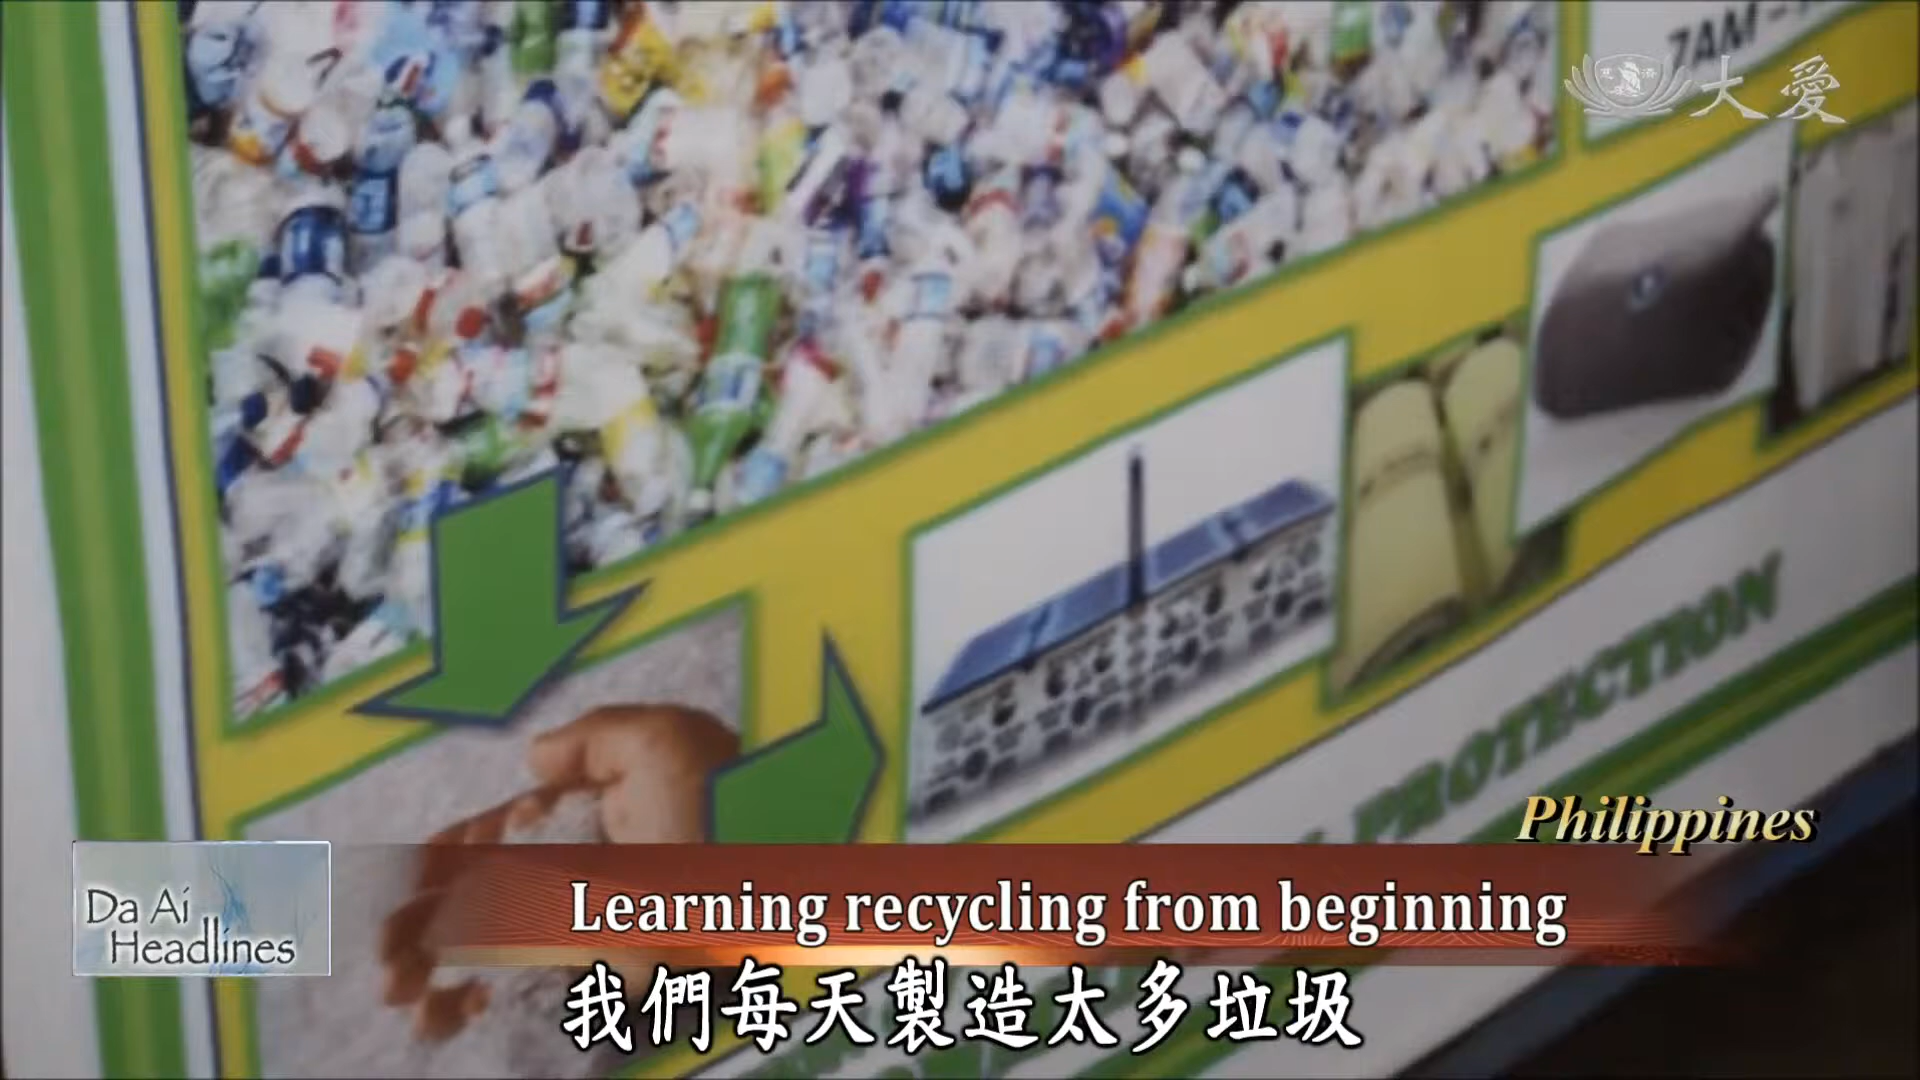 ZAM-
大愛
PROTECTION
Philippines
Da Ai
Headlines
Learning recycling from beginning
我們每天製造太多垃圾